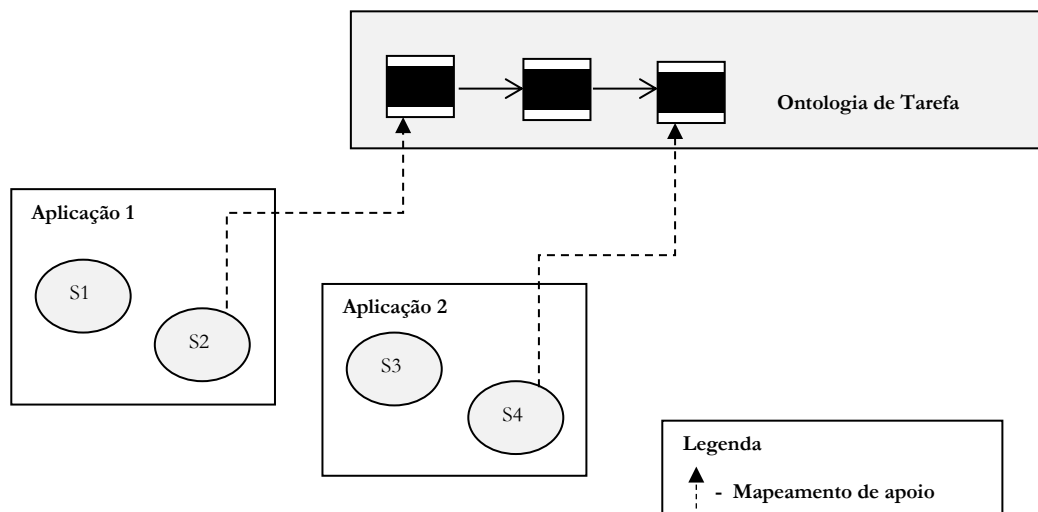 Ontologia de Tarefa
Aplicação 1
S1
S2
Aplicação 2
S3
S4
Legenda
- Mapeamento de apoio